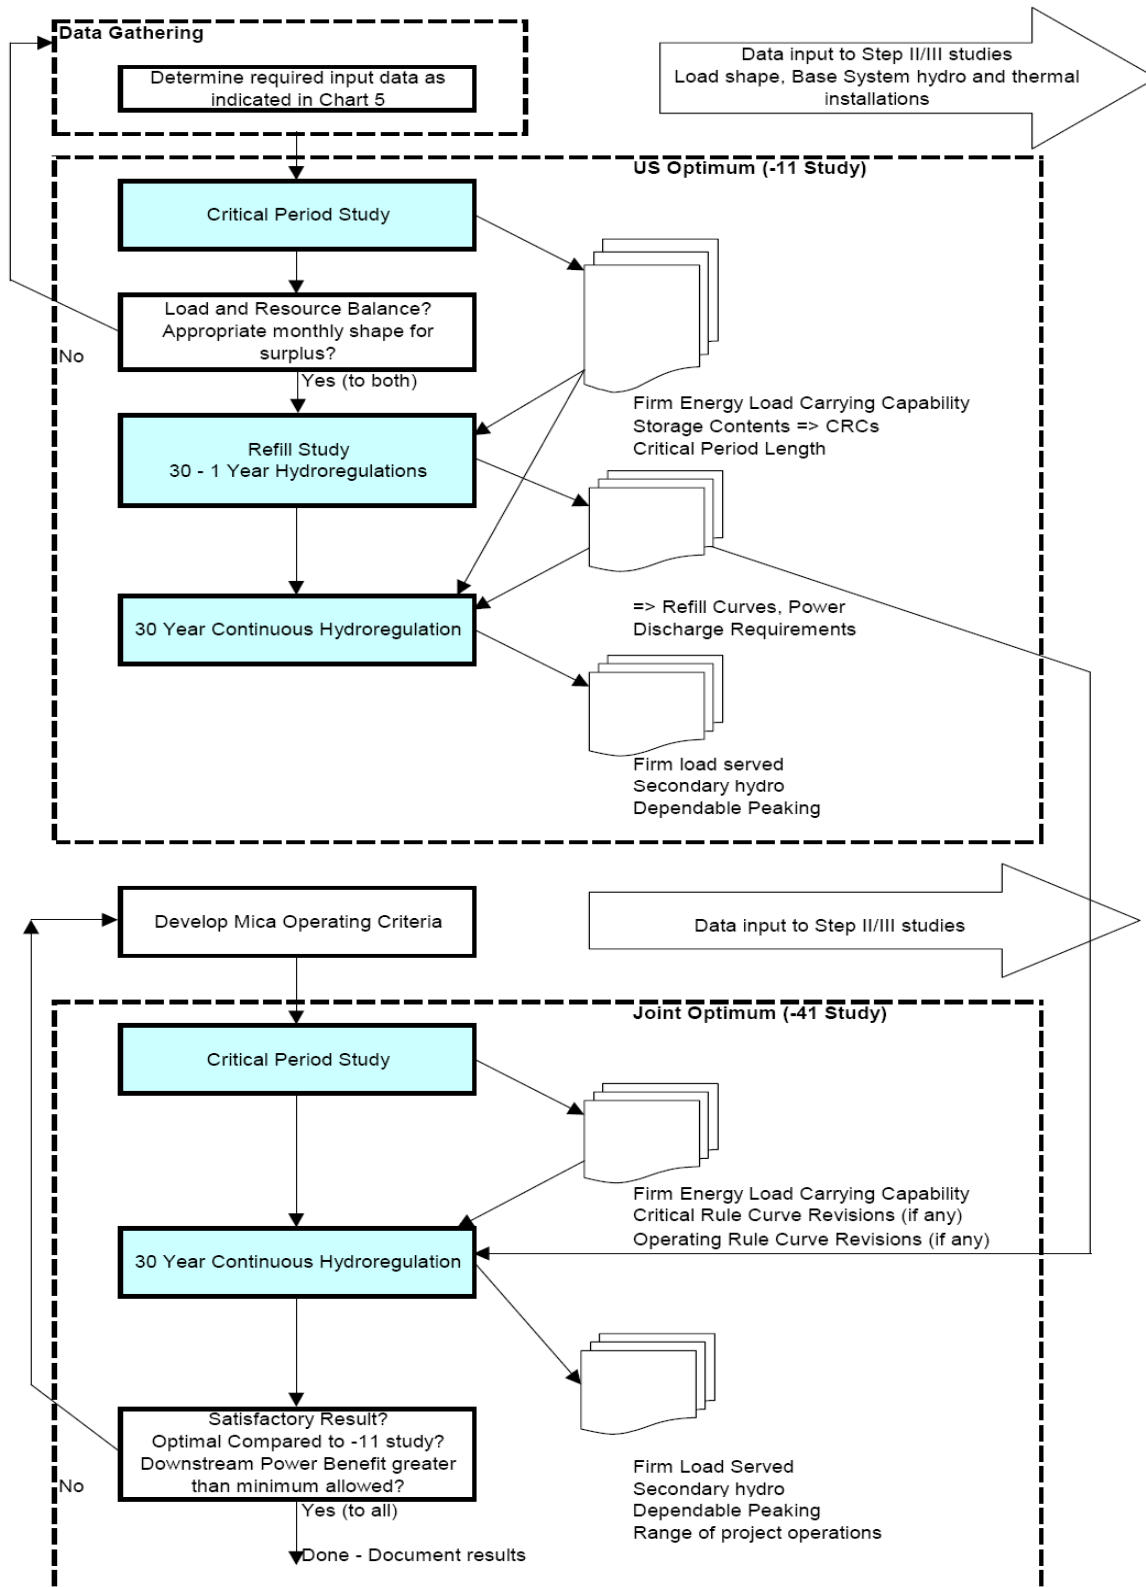 Data Gathering
Determine required input data as
indicated in Chart 5
Data input to Step II/III studies
Load shape, Base System hydro and thermal
installations
US Optimum (-11 Study)
Critical Period Study
Load and Resource Balance?
Appropriate monthly shape for
surplus?
No
Yes (to both)
Firm Energy Load Carrying Capability
Storage Contents => CRCs
Critical Period Length
Refill Study
30 - 1 Year Hydroregulations
=> Refill Curves, Power
Discharge Requirements
30 Year Continuous Hydroregulation
Firm load served
Secondary hydro
Dependable Peaking
Develop Mica Operating Criteria
Data input to Step II/III studies
Joint Optimum (-41 Study)
Critical Period Study
Firm Energy Load Carrying Capability
Critical Rule Curve Revisions (if any)
Operating Rule Curve Revisions (if any)
30 Year Continuous Hydroregulation
Satisfactory Result?
Optimal Compared to -11 study?
Downstream Power Benefit greater
than minimum allowed?
No
Yes (to all)
Firm Load Served
Secondary hydro
Dependable Peaking
Range of project operations
Done - Document results